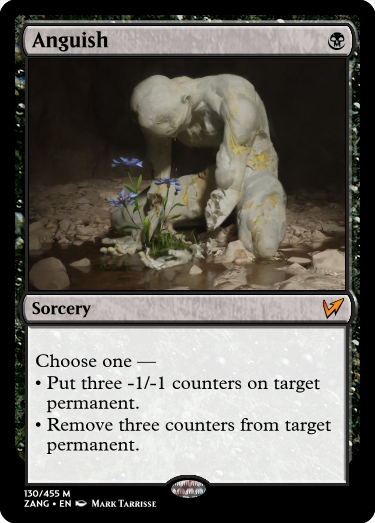 Anguish
Sorcery
Choose one —
• Put three -1/-1 counters on target
permanent.
• Remove three counters from target
permanent.
130/455 M
ZANG • EN Mark Tarrisse